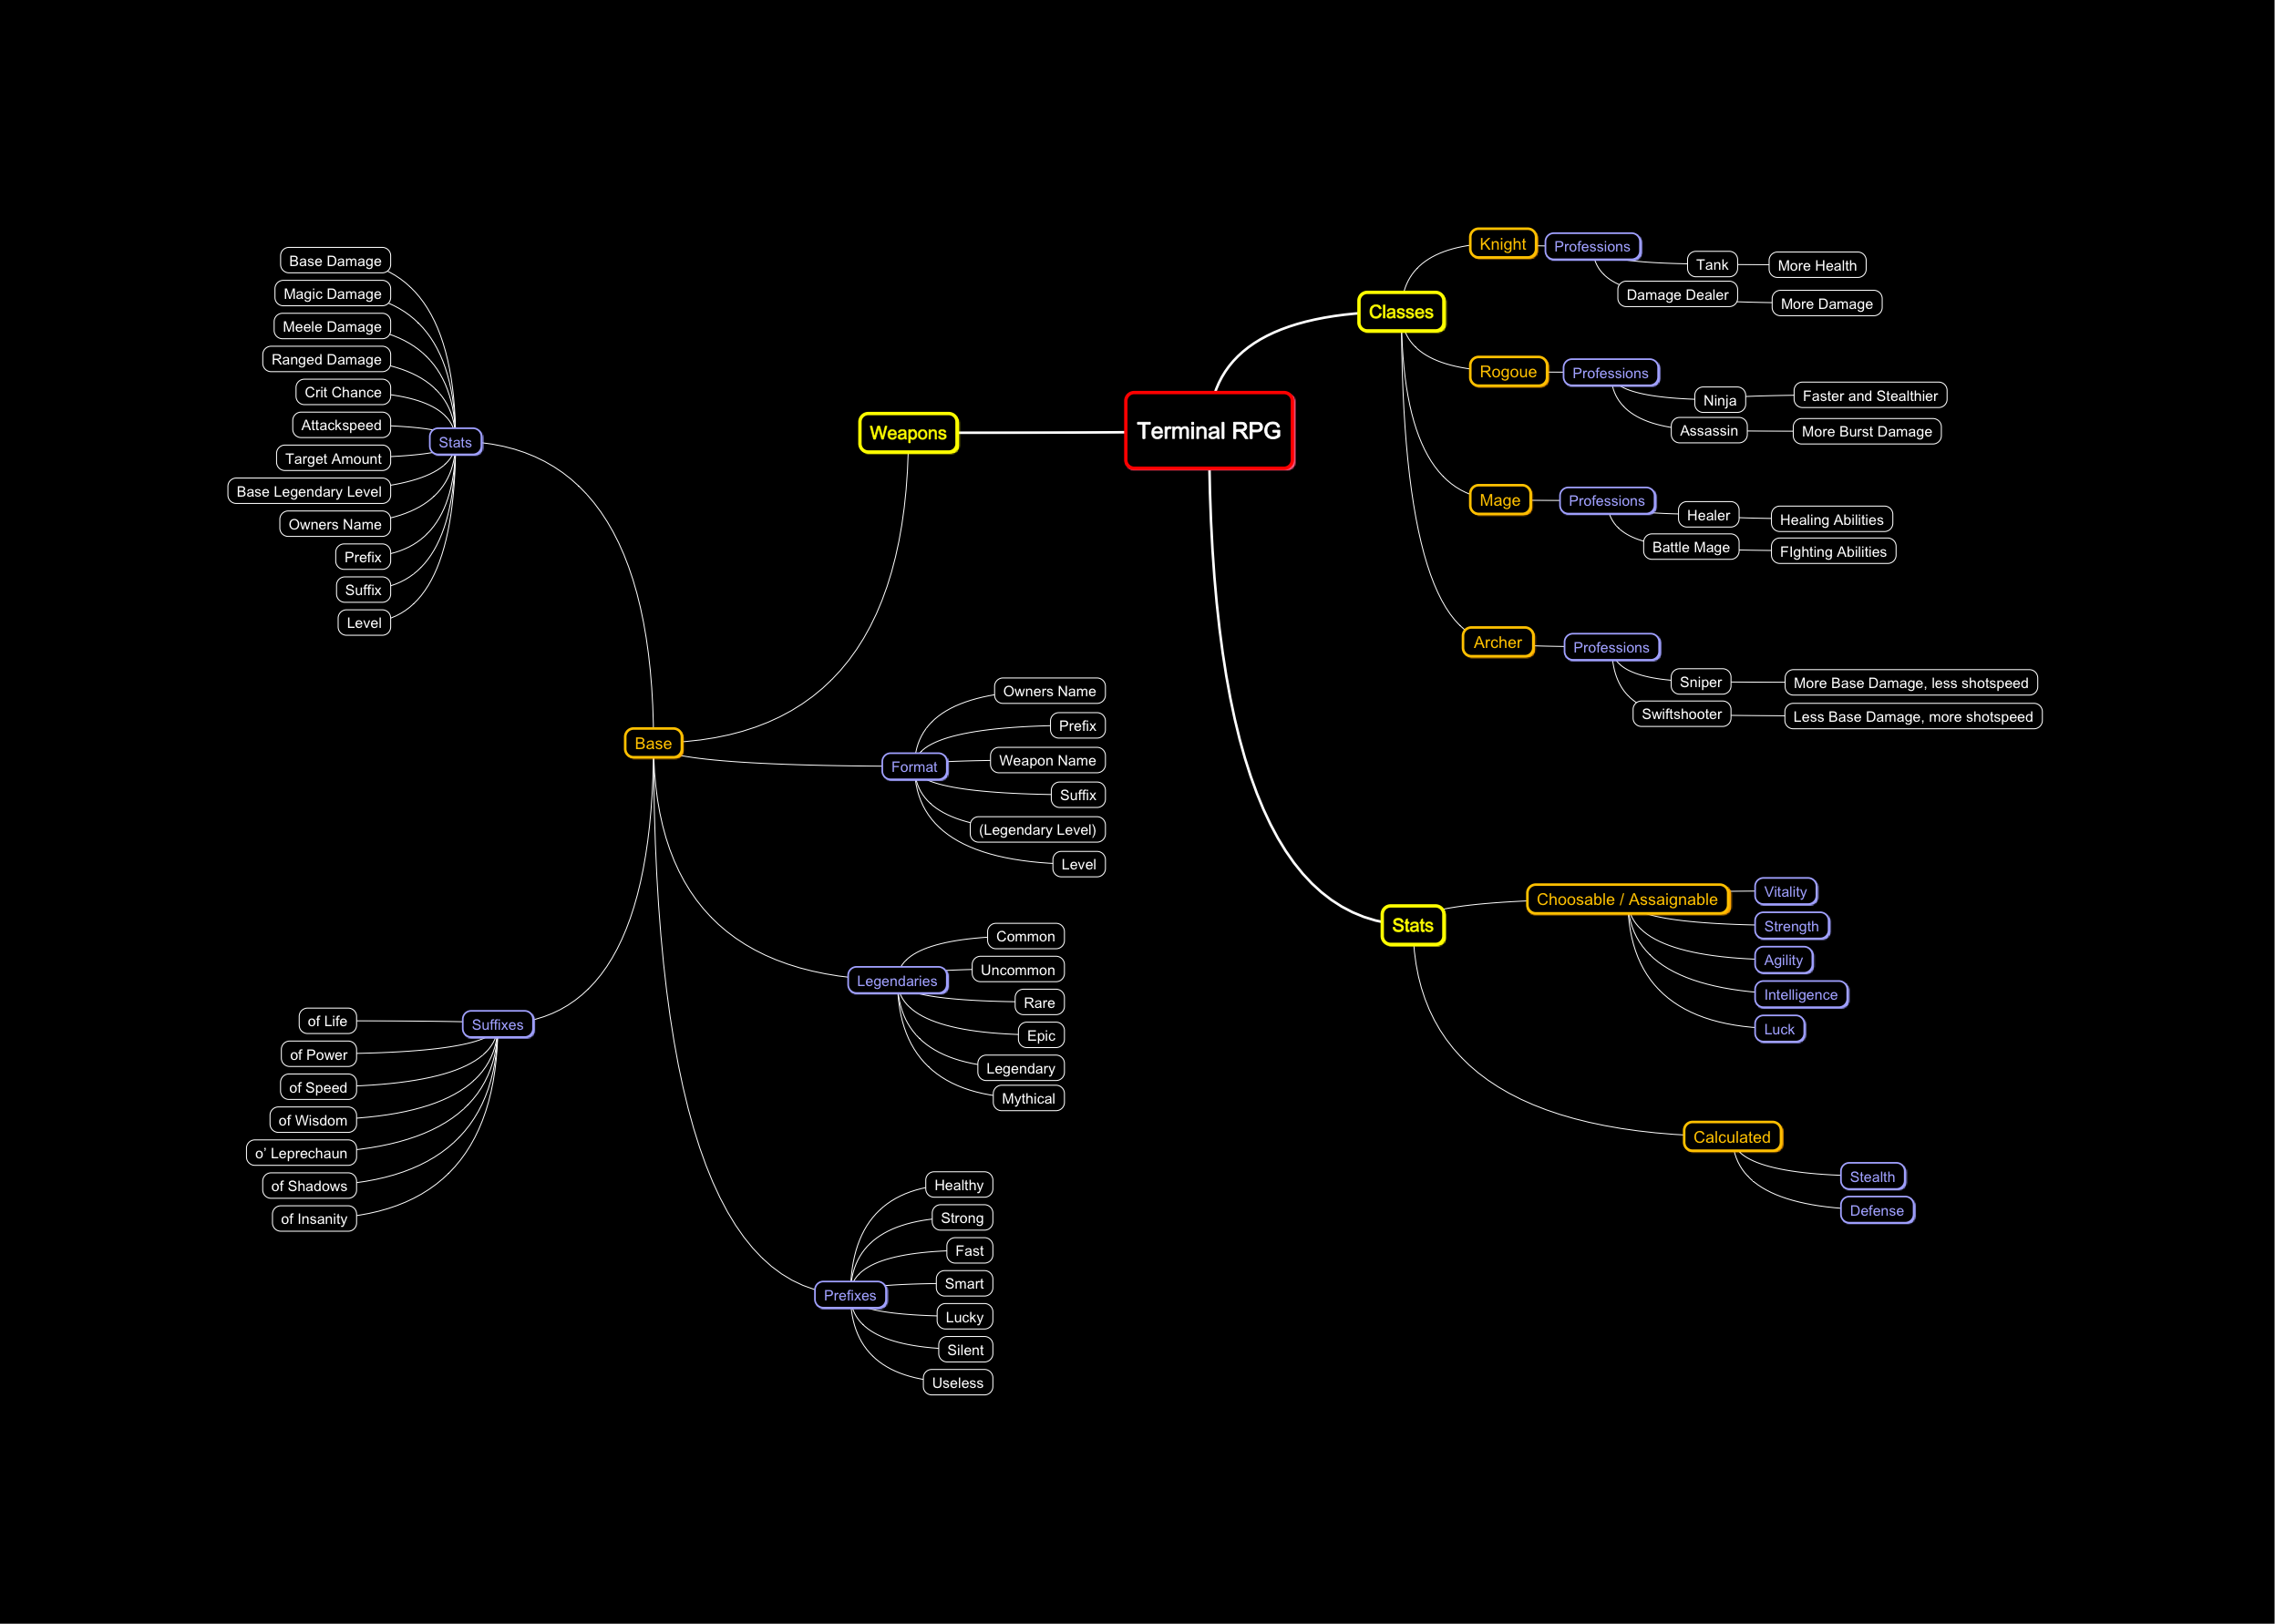 Terminal RPG
Classes
Knight
Professions
Tank
More Health
Damage Dealer
More Damage
Rogoue
Professions
Ninja
Faster and Stealthier
Assassin
More Burst Damage
Mage
Professions
Healer
Healing Abilities
Battle Mage
FIghting Abilities
Archer
Professions
Sniper
More Base Damage, less shotspeed
Swiftshooter
Less Base Damage, more shotspeed
Stats
Choosable / Assaignable
Vitality
Strength
Agility
Intelligence
Luck
Calculated
Stealth
Defense
Weapons
Base
Stats
Base Damage
Magic Damage
Meele Damage
Ranged Damage
Crit Chance
Attackspeed
Target Amount
Base Legendary Level
Owners Name
Prefix
Suffix
Level
Format
Owners Name
Prefix
Weapon Name
Suffix
(Legendary Level)
Level
Legendaries
Common
Uncommon
Rare
Epic
Legendary
Mythical
Suffixes
of Life
of Power
of Speed
of Wisdom
o' Leprechaun
of Shadows
of Insanity
Prefixes
Healthy
Strong
Fast
Smart
Lucky
Silent
Useless